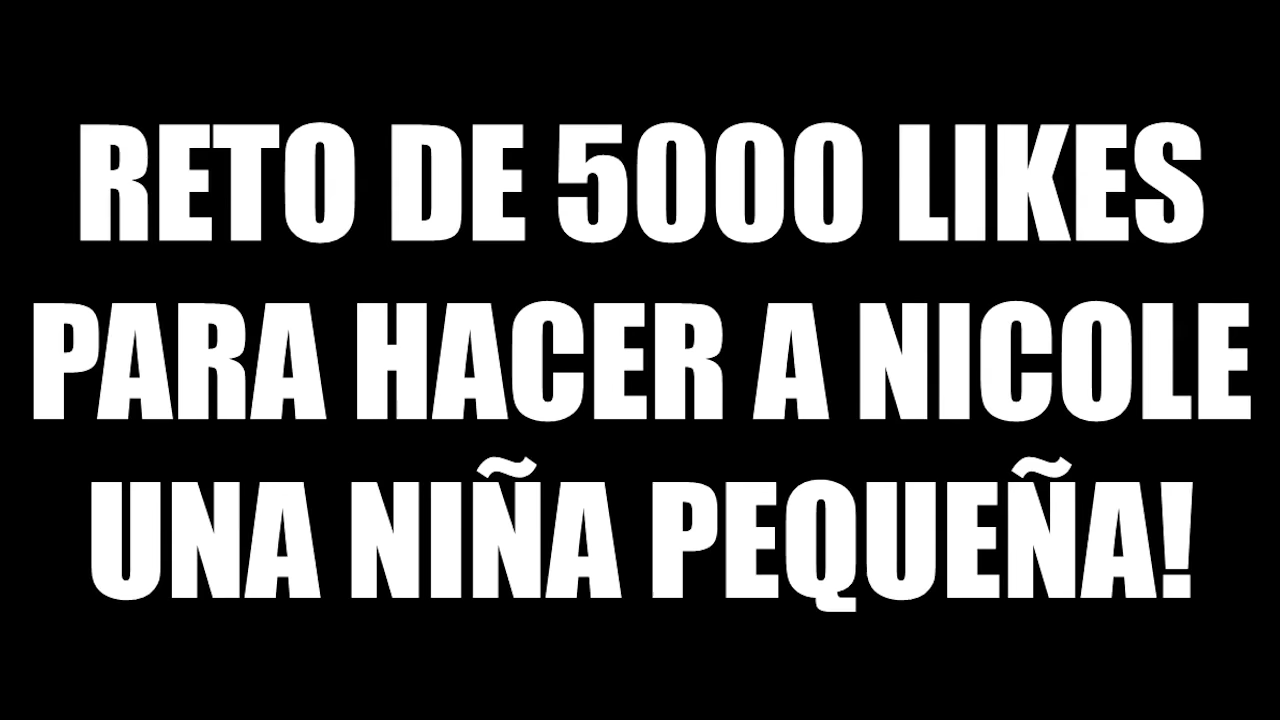 RETO DE 5000 LIKES
PARA HACER A NICOLE
UNA NIÑA PEQUEÑA!